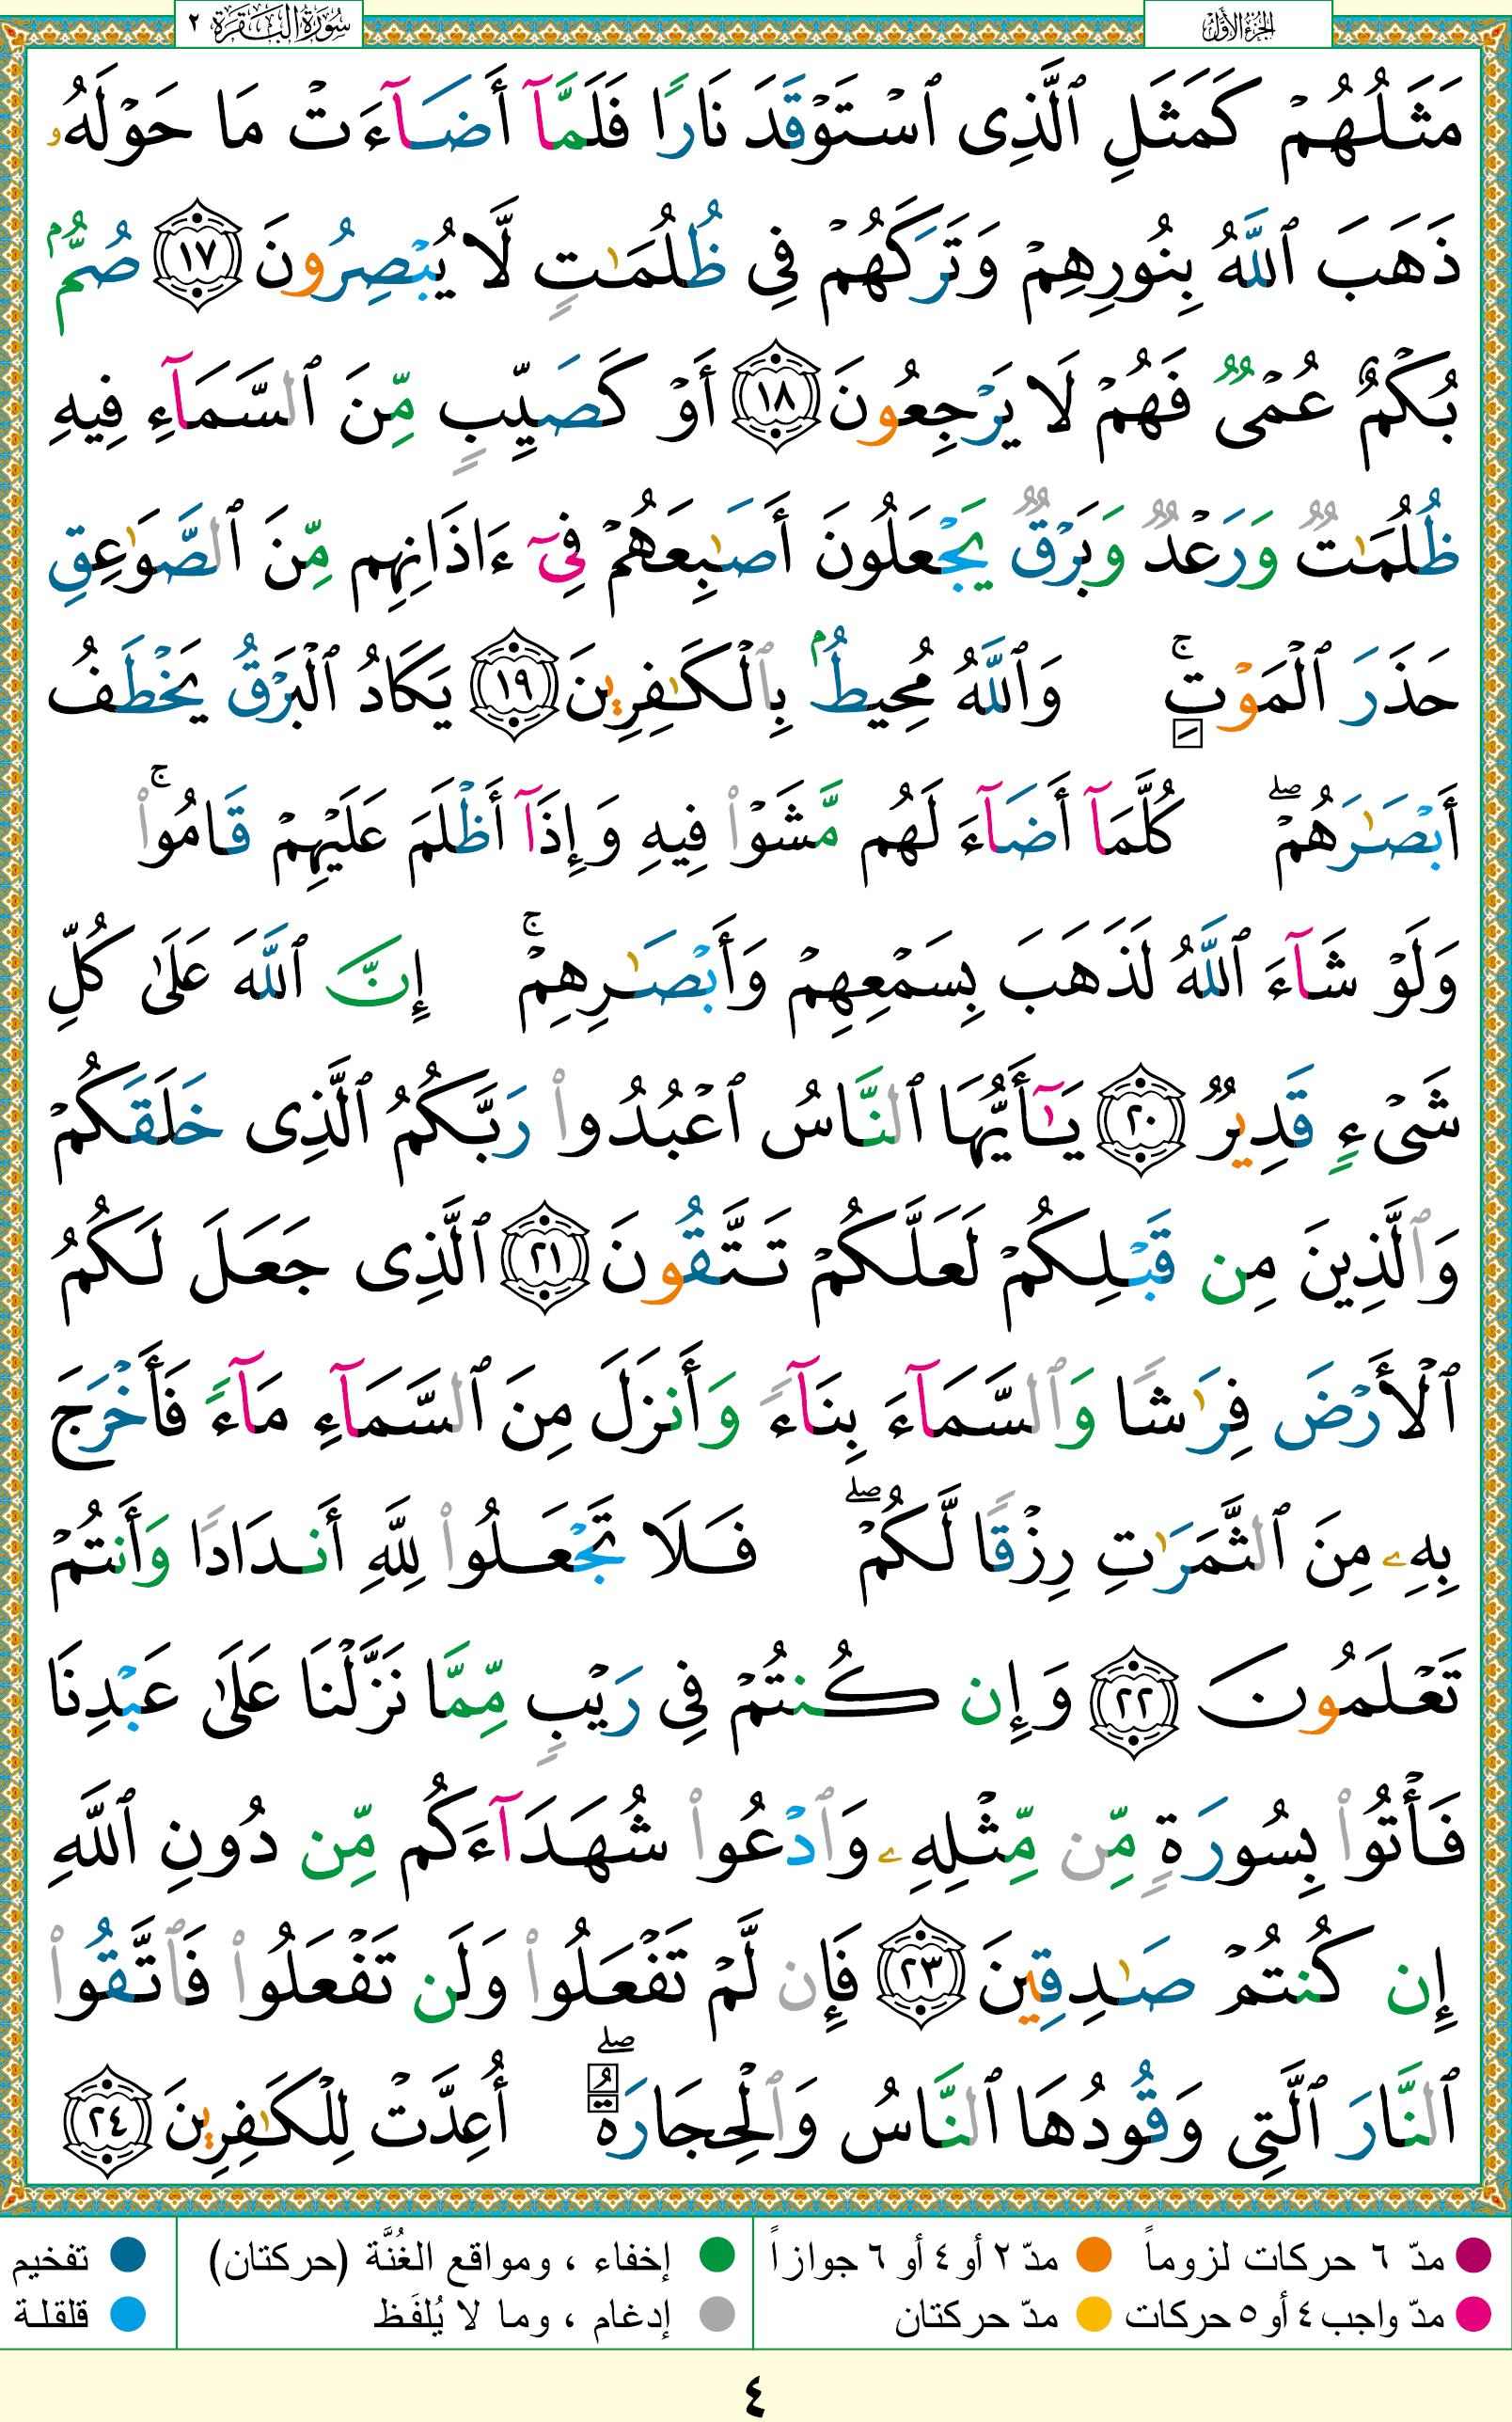 الجزء الأول
سورة البقرة ٢
مَثَلُهُمْ كَمَثَلِ ٱلَّذِى ٱسْتَوْقَدَ نَارًا فَلَمَّآ أَضَآءَتْ مَا حَوْلَهُۥ
ذَهَبَ ٱللَّهُ بِنُورِهِمْ وَتَرَكَهُمْ فِى ظُلُمَٰتٍ لَّا يُبْصِرُونَ ١٧ صُمٌّۢ
بُكْمٌ عُمْىٌ فَهُمْ لَا يَرْجِعُونَ ١٨ أَوْ كَصَيِّبٍ مِّنَ ٱلسَّمَآءِ فِيهِ
ظُلُمَٰتٌ وَرَعْدٌ وَبَرْقٌ يَجْعَلُونَ أَصَٰبِعَهُمْ فِىٓ ءَاذَانِهِم مِّنَ ٱلصَّوَٰعِقِ
حَذَرَ ٱلْمَوْتِ ۚ وَٱللَّهُ مُحِيطٌۢ بِٱلْكَٰفِرِينَ ١٩ يَكَادُ ٱلْبَرْقُ يَخْطَفُ
أَبْصَٰرَهُمْ ۖ كُلَّمَآ أَضَآءَ لَهُم مَّشَوْا۟ فِيهِ وَإِذَآ أَظْلَمَ عَلَيْهِمْ قَامُوا۟ ۚ
وَلَوْ شَآءَ ٱللَّهُ لَذَهَبَ بِسَمْعِهِمْ وَأَبْصَٰرِهِمْ ۚ إِنَّ ٱللَّهَ عَلَىٰ كُلِّ
شَىْءٍ قَدِيرٌ ٢٠ يَٰٓأَيُّهَا ٱلنَّاسُ ٱعْبُدُوا۟ رَبَّكُمُ ٱلَّذِى خَلَقَكُمْ
وَٱلَّذِينَ مِن قَبْلِكُمْ لَعَلَّكُمْ تَتَّقُونَ ٢١ ٱلَّذِى جَعَلَ لَكُمُ
ٱلْأَرْضَ فِرَٰشًا وَٱلسَّمَآءَ بِنَآءً وَأَنزَلَ مِنَ ٱلسَّمَآءِ مَآءً فَأَخْرَجَ
بِهِۦ مِنَ ٱلثَّمَرَٰتِ رِزْقًا لَّكُمْ ۖ فَلَا تَجْعَلُوا۟ لِلَّهِ أَندَادًا وَأَنتُمْ
تَعْلَمُونَ ٢٢ وَإِن كُنتُمْ فِى رَيْبٍ مِّمَّا نَزَّلْنَا عَلَىٰ عَبْدِنَا
فَأْتُوا۟ بِسُورَةٍ مِّن مِّثْلِهِۦ وَٱدْعُوا۟ شُهَدَآءَكُم مِّن دُونِ ٱللَّهِ
إِن كُنتُمْ صَٰدِقِينَ ٢٣ فَإِن لَّمْ تَفْعَلُوا۟ وَلَن تَفْعَلُوا۟ فَٱتَّقُوا۟
ٱلنَّارَ ٱلَّتِى وَقُودُهَا ٱلنَّاسُ وَٱلْحِجَارَةُ ۖ أُعِدَّتْ لِلْكَٰفِرِينَ ٢٤
مدّ ٦ حركات لزوماً مدّ ٢ أو ٤ أو ٦ جوازاً إخفاء ، ومواقع الغُنَّة (حركتان) تفخيم
مدّ واجب ٤ أو ٥ حركات مدّ حركتان إدغام ، وما لا يُلفَظ قلقلة
٤